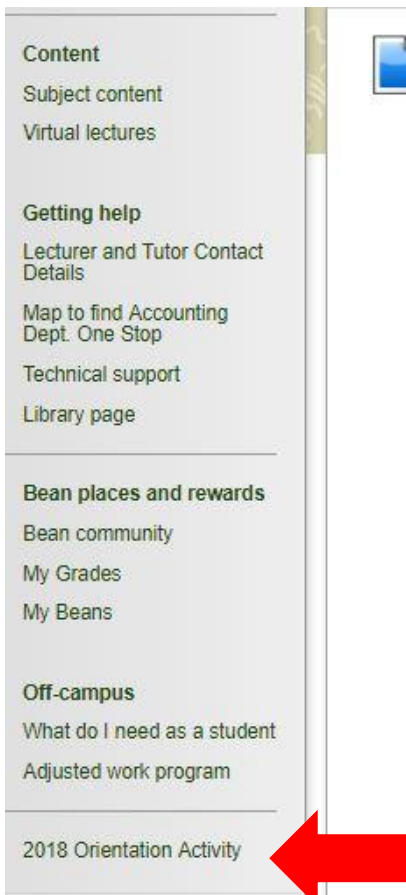 Content
Subject content
Virtual lectures
Getting help
Lecturer and Tutor Contact
Details
Map to find Accounting
Dept. One Stop
Technical support
Library page
Bean places and rewards
Bean community
My Grades
My Beans
Off-campus
What do I need as a student
Adjusted work program
2018 Orientation Activity